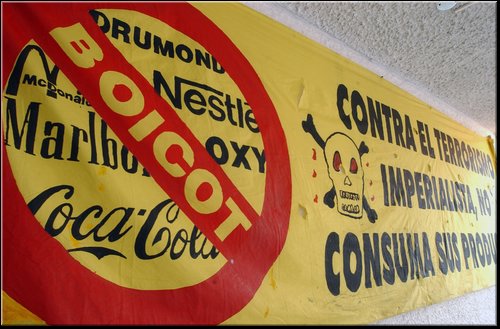 DRUMOND
McDonald
Nestlé
Marlboro
OXY
Coca-Cola
BOICOT
CONTRA EL TERRORISMO
IMPERIALISTA, NO
CONSUMA SUS PRODU